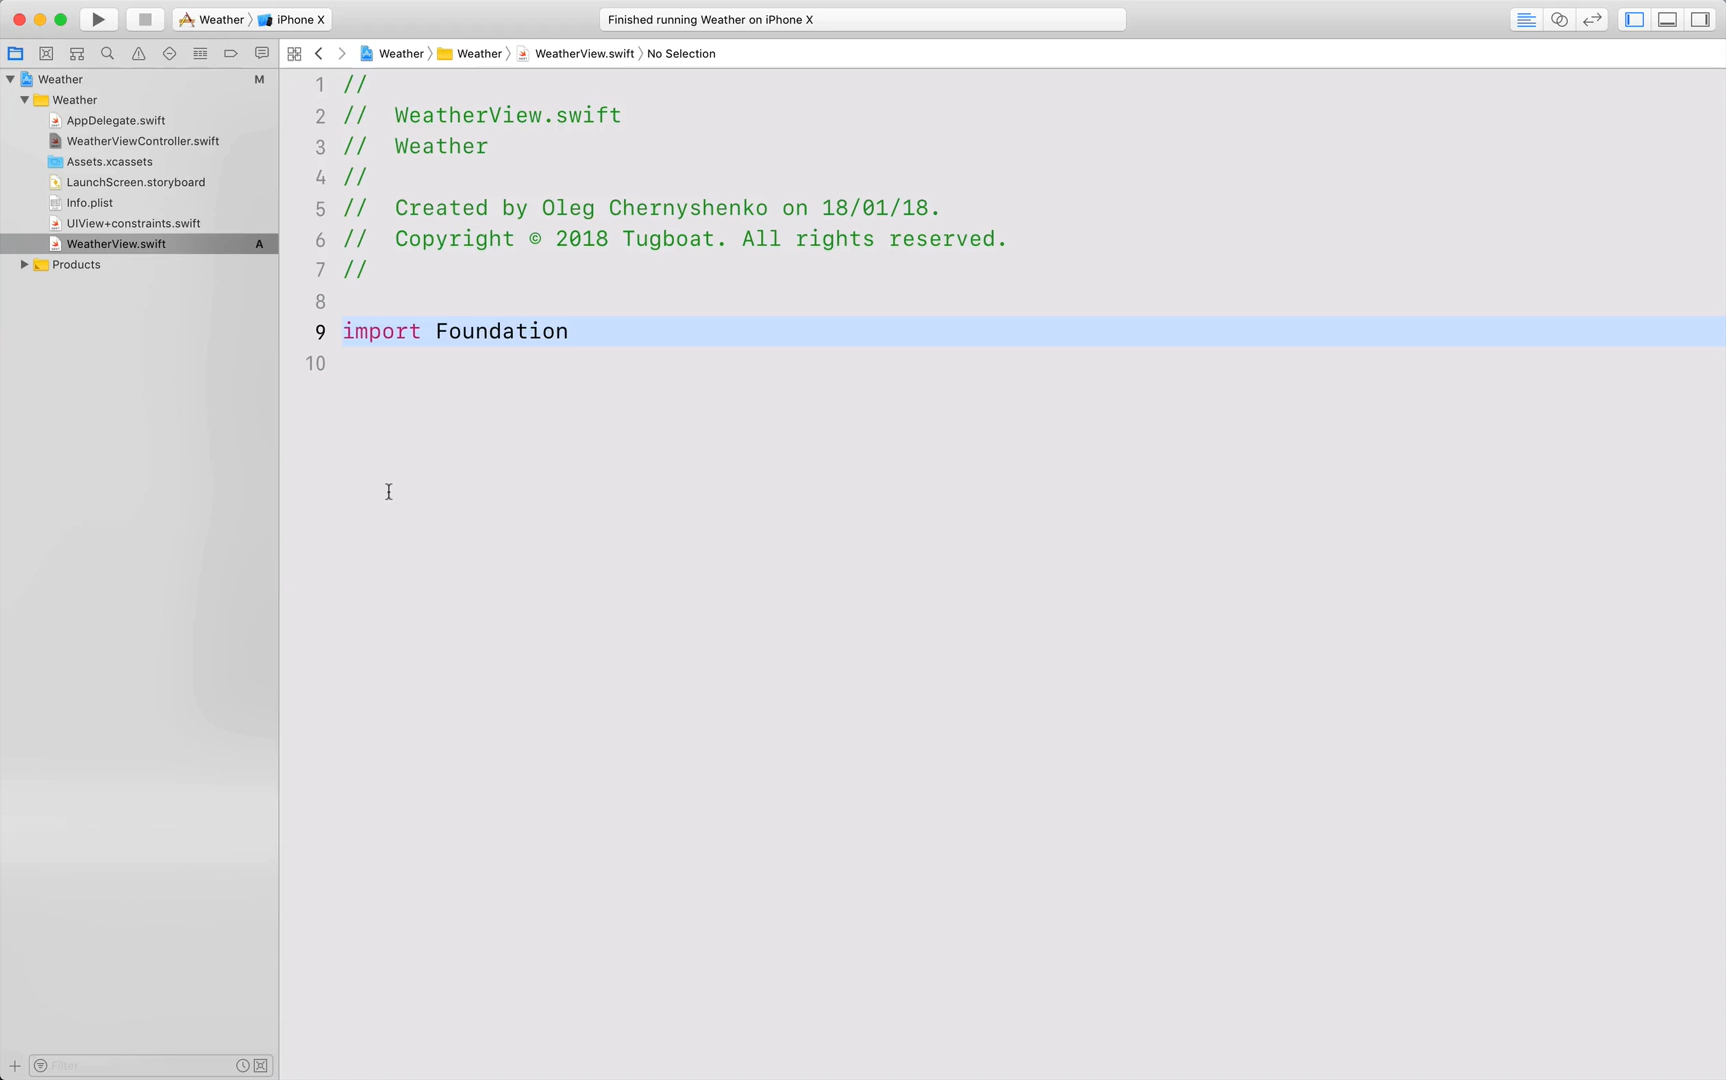 Weather iPhone X
Finished running Weather on iPhone X
Weather Weather WeatherView.swift No Selection
Weather M
Weather
AppDelegate.swift
WeatherViewController.swift
Assets.xcassets
LaunchScreen.storyboard
Info.plist
UIView+constraints.swift
WeatherView.swift A
Products
1 //
2 //  WeatherView.swift
3 //  Weather
4 //
5 //  Created by Oleg Chernyshenko on 18/01/18.
6 //  Copyright © 2018 Tugboat. All rights reserved.
7 //
8
9 import Foundation
10
Filter